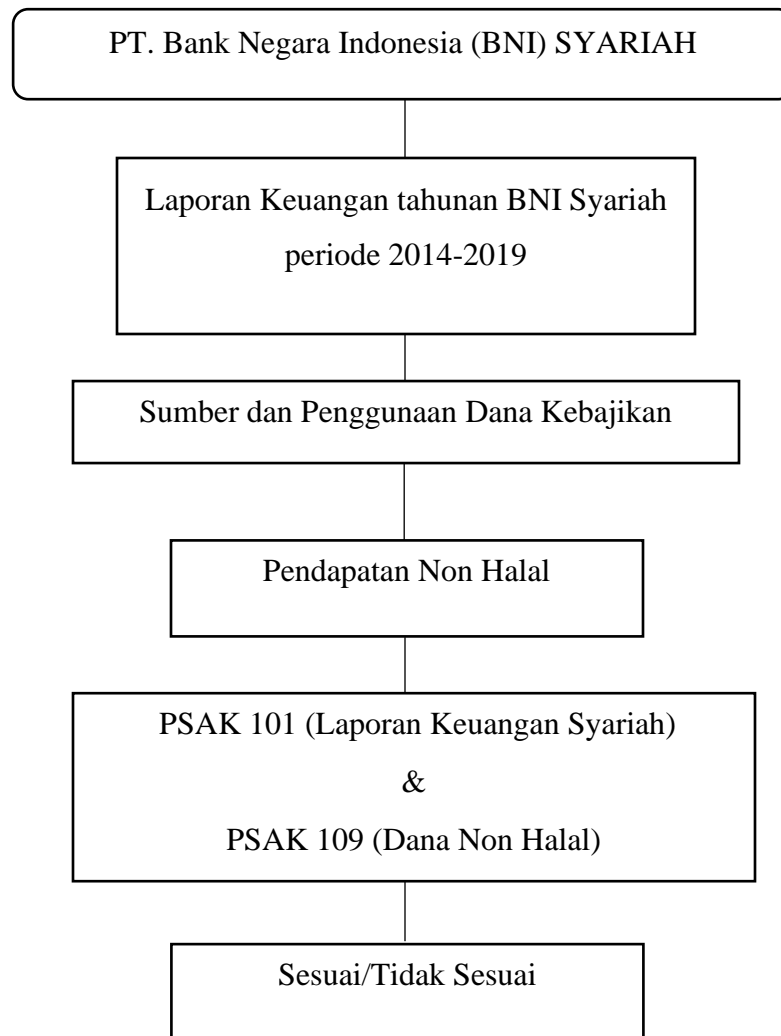 PT. Bank Negara Indonesia (BNI) SYARIAH
Laporan Keuangan tahunan BNI Syariah
periode 2014-2019
Sumber dan Penggunaan Dana Kebajikan
Pendapatan Non Halal
PSAK 101 (Laporan Keuangan Syariah)
&
PSAK 109 (Dana Non Halal)
Sesuai/Tidak Sesuai